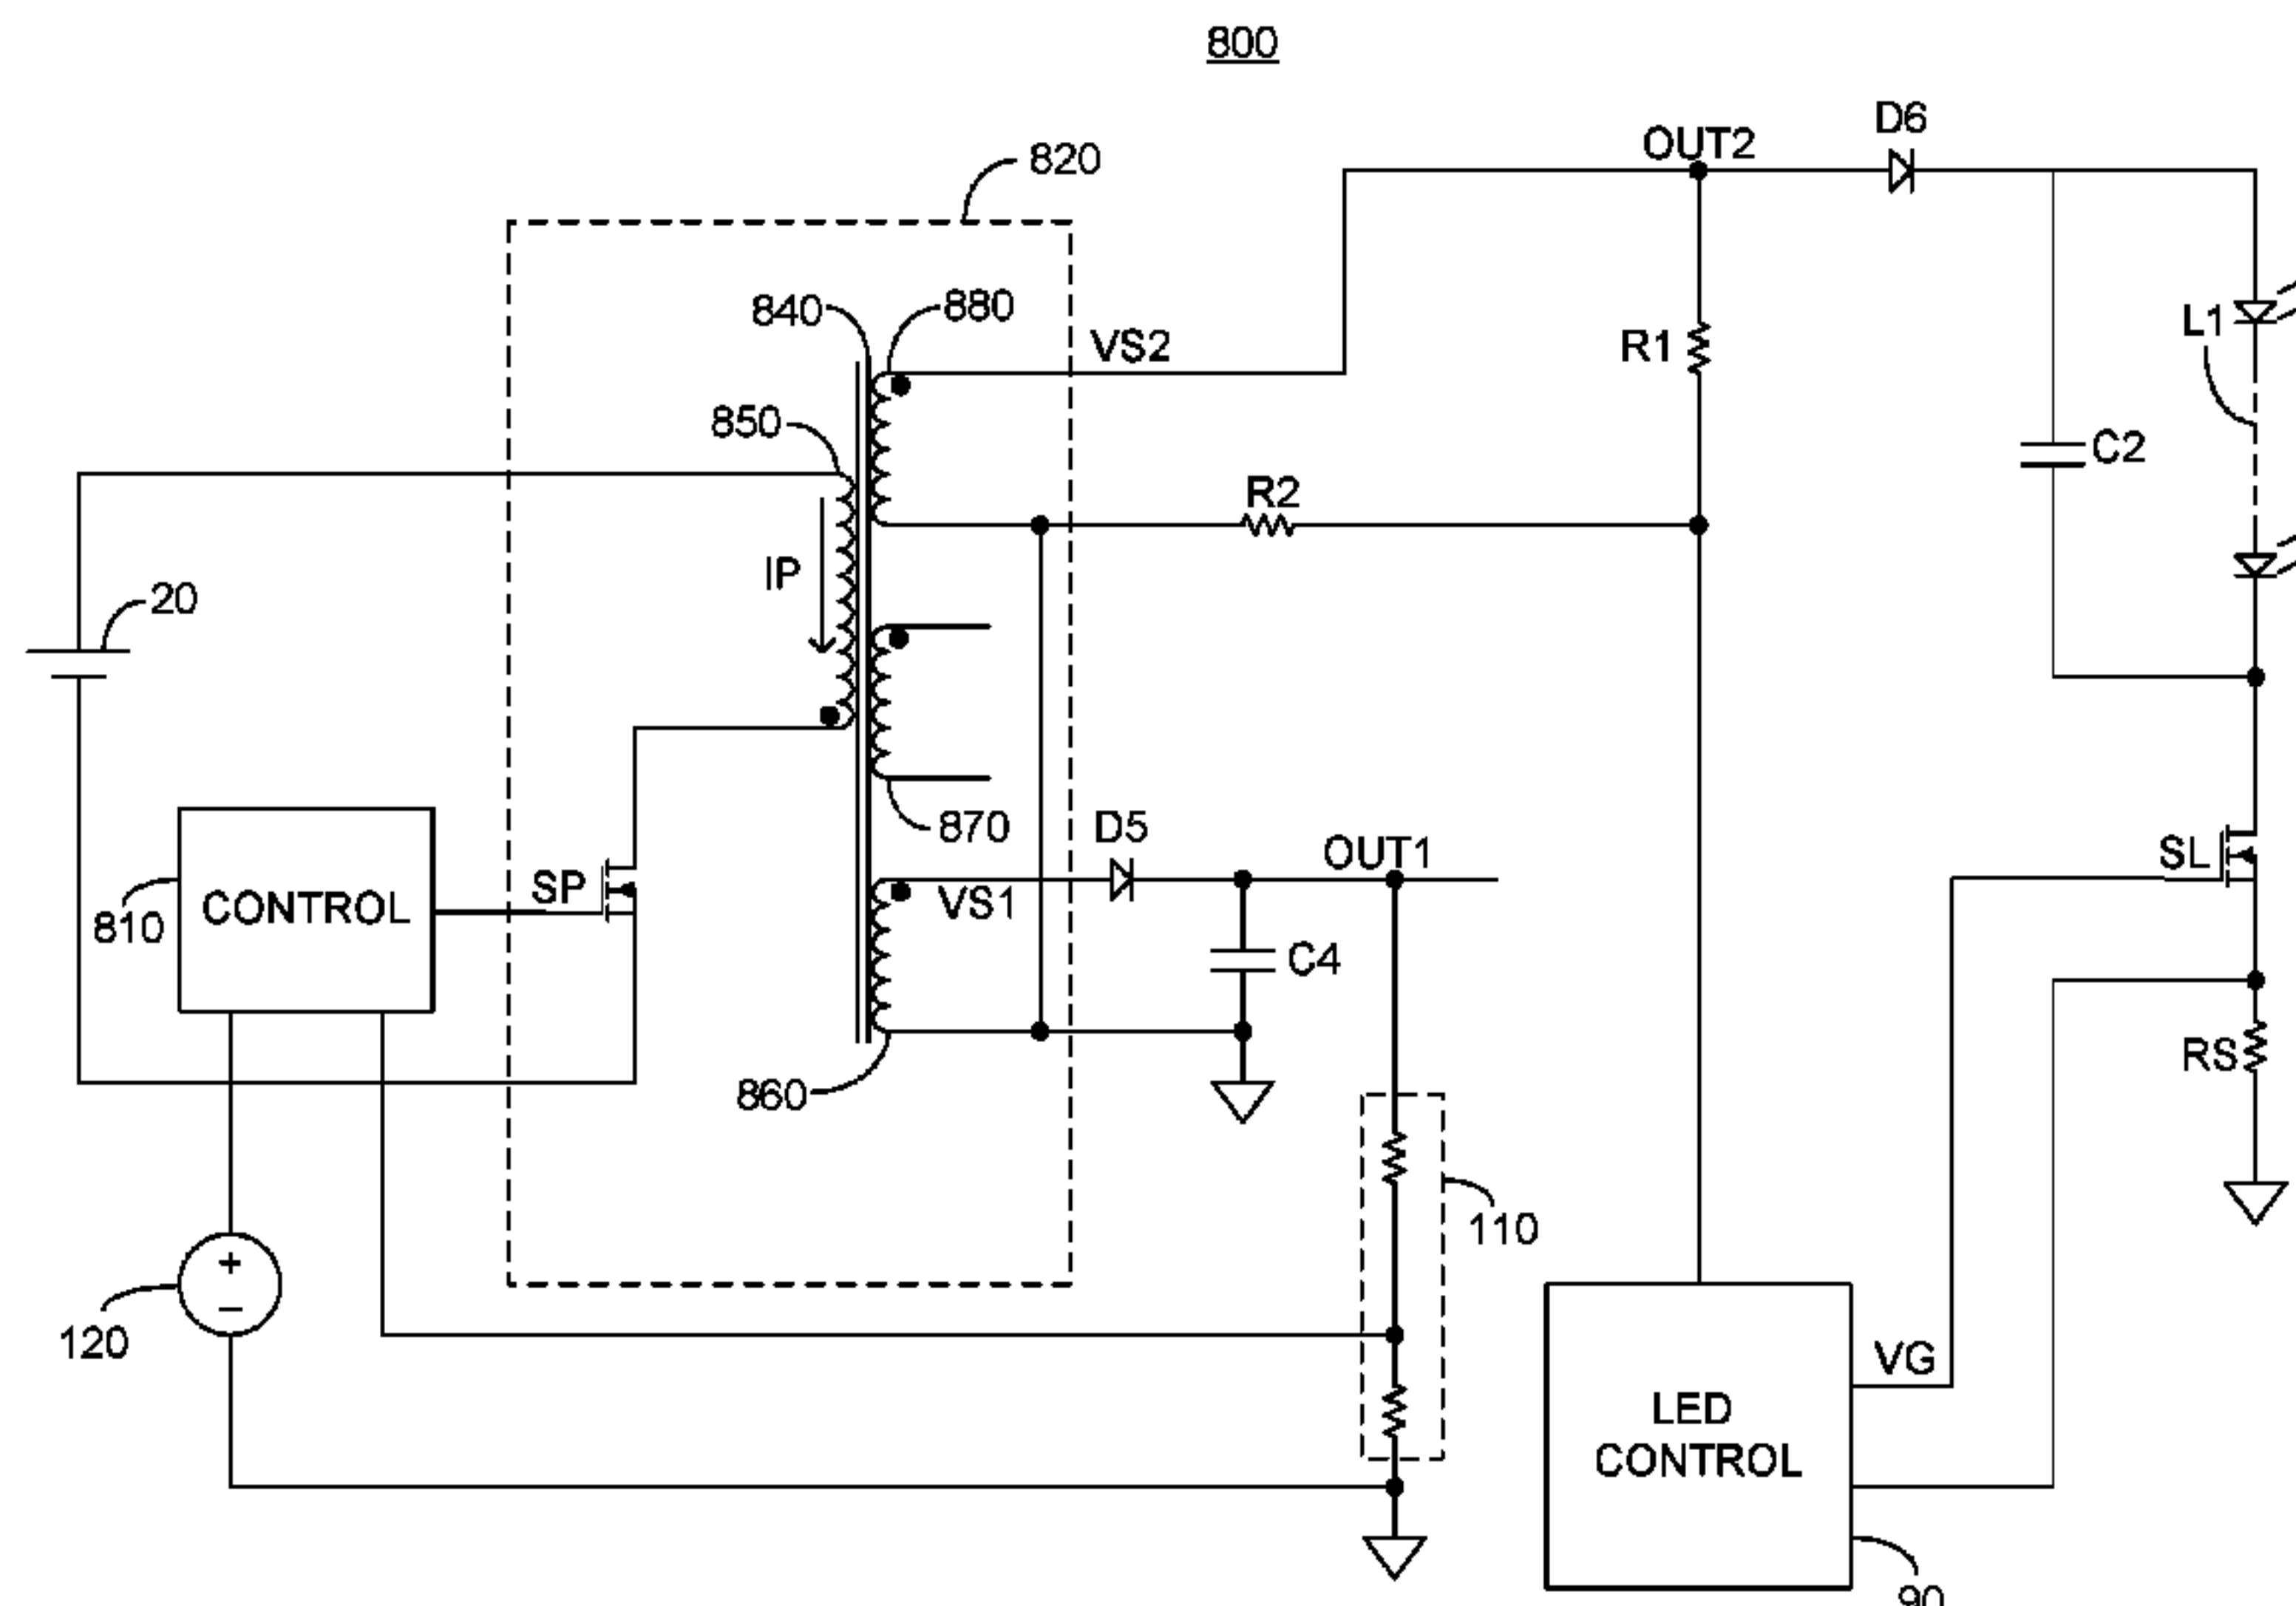 800
D6
OUT2
820
840
880
VS2
R1
L1
850
C2
R2
IP
20
870
D5
OUT1
SL
SP
VS1
CONTROL
810
C4
RS
860
110
120
VG
LED
CONTROL
90